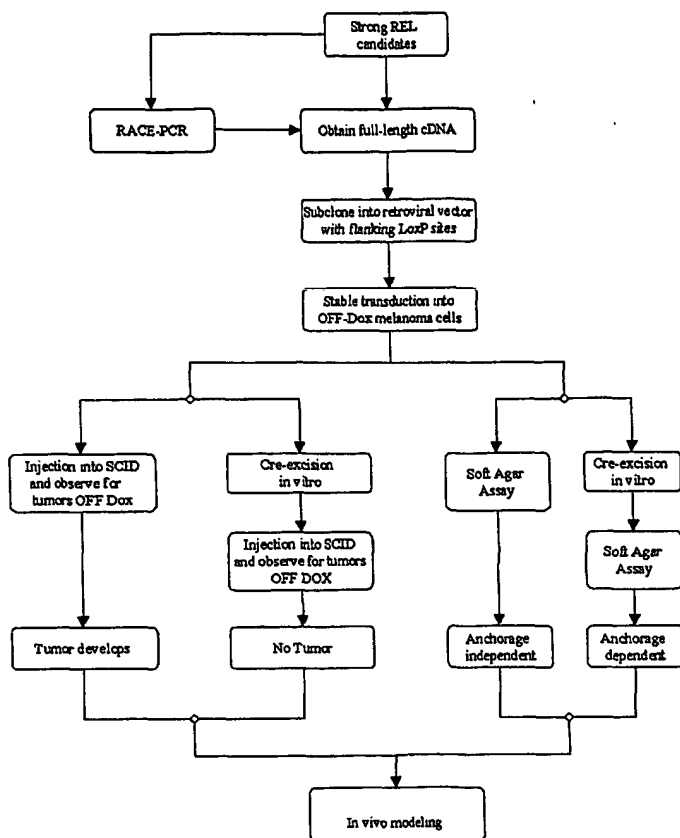 Strong REL
candidates
RACE-PCR
Obtain full-length cDNA
Subclone into retroviral vector
with flanking LoxP sites
Stable transduction into
OFF-Dox melanoma cells
Injection into SCID
and observe for
tumors OFF Dox
Cre-excision
in vitro
Soft Agar
Assay
Cre-excision
in vitro
Injection into SCID
and observe for tumors
OFF DOX
Soft Agar
Assay
Tumor develops
No Tumor
Anchorage
independent
Anchorage
dependent
In vivo modeling